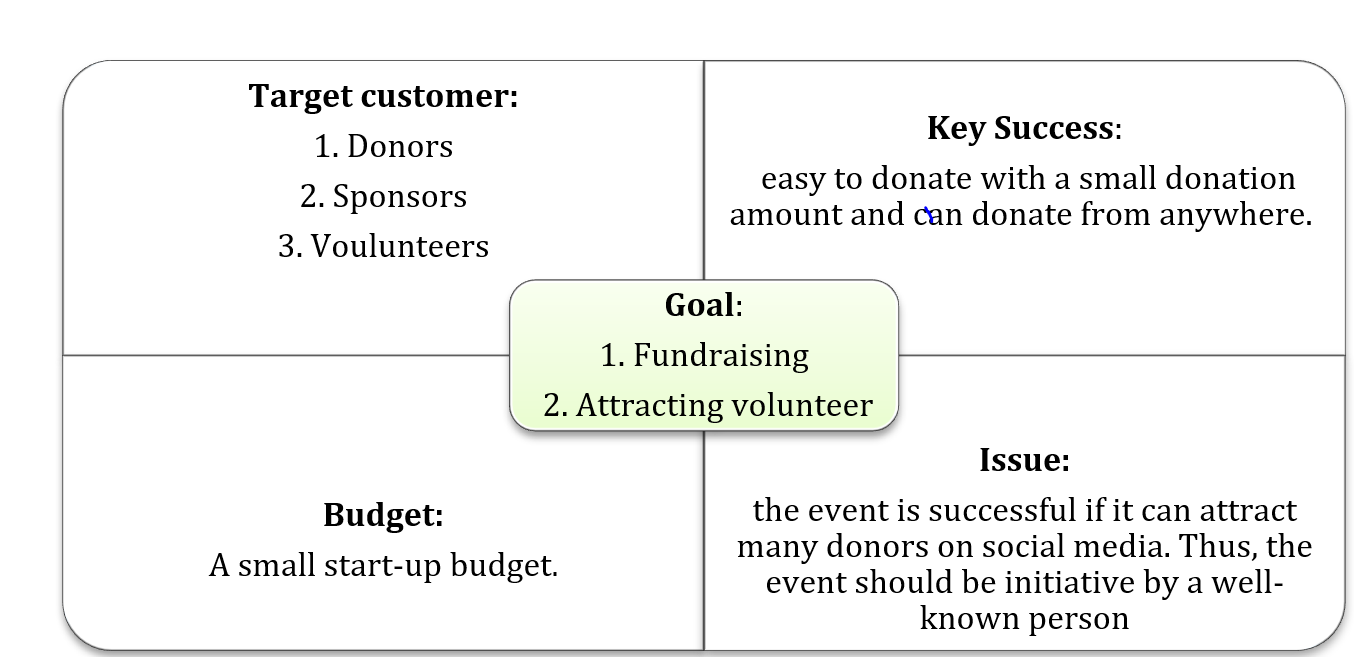 Target customer:
1. Donors
2. Sponsors
3. Voulunteers
Key Success:
easy to donate with a small donation
amount and can donate from anywhere.
Goal:
1. Fundraising
2. Attracting volunteer
Budget:
A small start-up budget.
Issue:
the event is successful if it can attract
many donors on social media. Thus, the
event should be initiative by a well-
known person